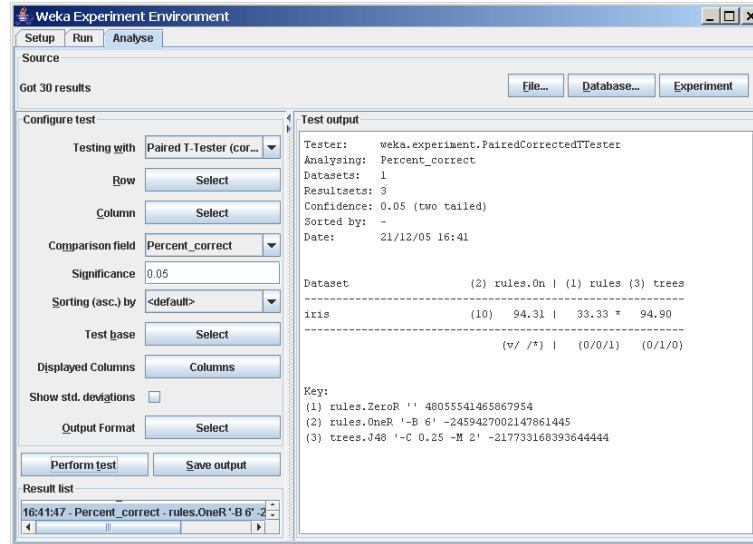 Weka Experiment Environment
Setup Run Analyse
Source
Got 30 results
File... Database... Experiment
Configure test
Testing with Paired T-Tester (cor...
Row Select
Column Select
Comparison field Percent_correct
Significance 0.05
Sorting (asc.) by <default>
Test base Select
Displayed Columns Columns
Show std. deviations
Output Format Select
Perform test Save output
Result list
16:41:47 - Percent_correct - rules.OneR '-B 6' -2
Test output
Tester: weka.experiment.PairedCorrectedTTester
Analysing: Percent_correct
Datasets: 1
Resultsets: 3
Confidence: 0.05 (two tailed)
Sorted by: -
Date: 21/12/05 16:41
Dataset (2) rules.On | (1) rules (3) trees
----------------------------------------------------------------
iris (10) 94.31 | 33.33 * 94.90
----------------------------------------------------------------
(v/ /*) | (0/0/1) (0/1/0)
Key:
(1) rules.ZeroR '' 48055541465867954
(2) rules.OneR '-B 6' -2459427002147861445
(3) trees.J48 '-C 0.25 -M 2' -217733168393644444